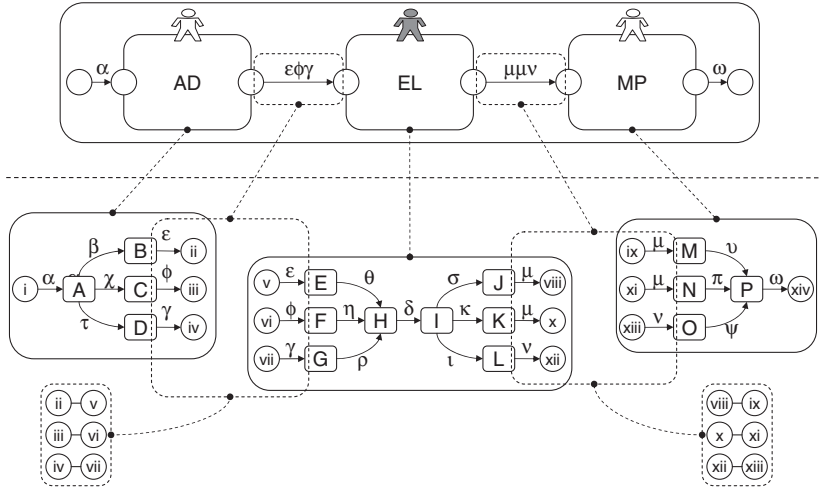 α AD εϕγ EL μμν MP ω
β B ε ii
i α A χ C ϕ iii
τ D γ iv
v ε E θ σ J μ viii
vi ϕ F η H δ I κ K μ x
vii γ G ρ ι L ν xii
ix μ M υ
xi μ N π P ω xiv
xiii ν O ψ
ii v
iii vi
iv vii
viii ix
x xi
xii xiii